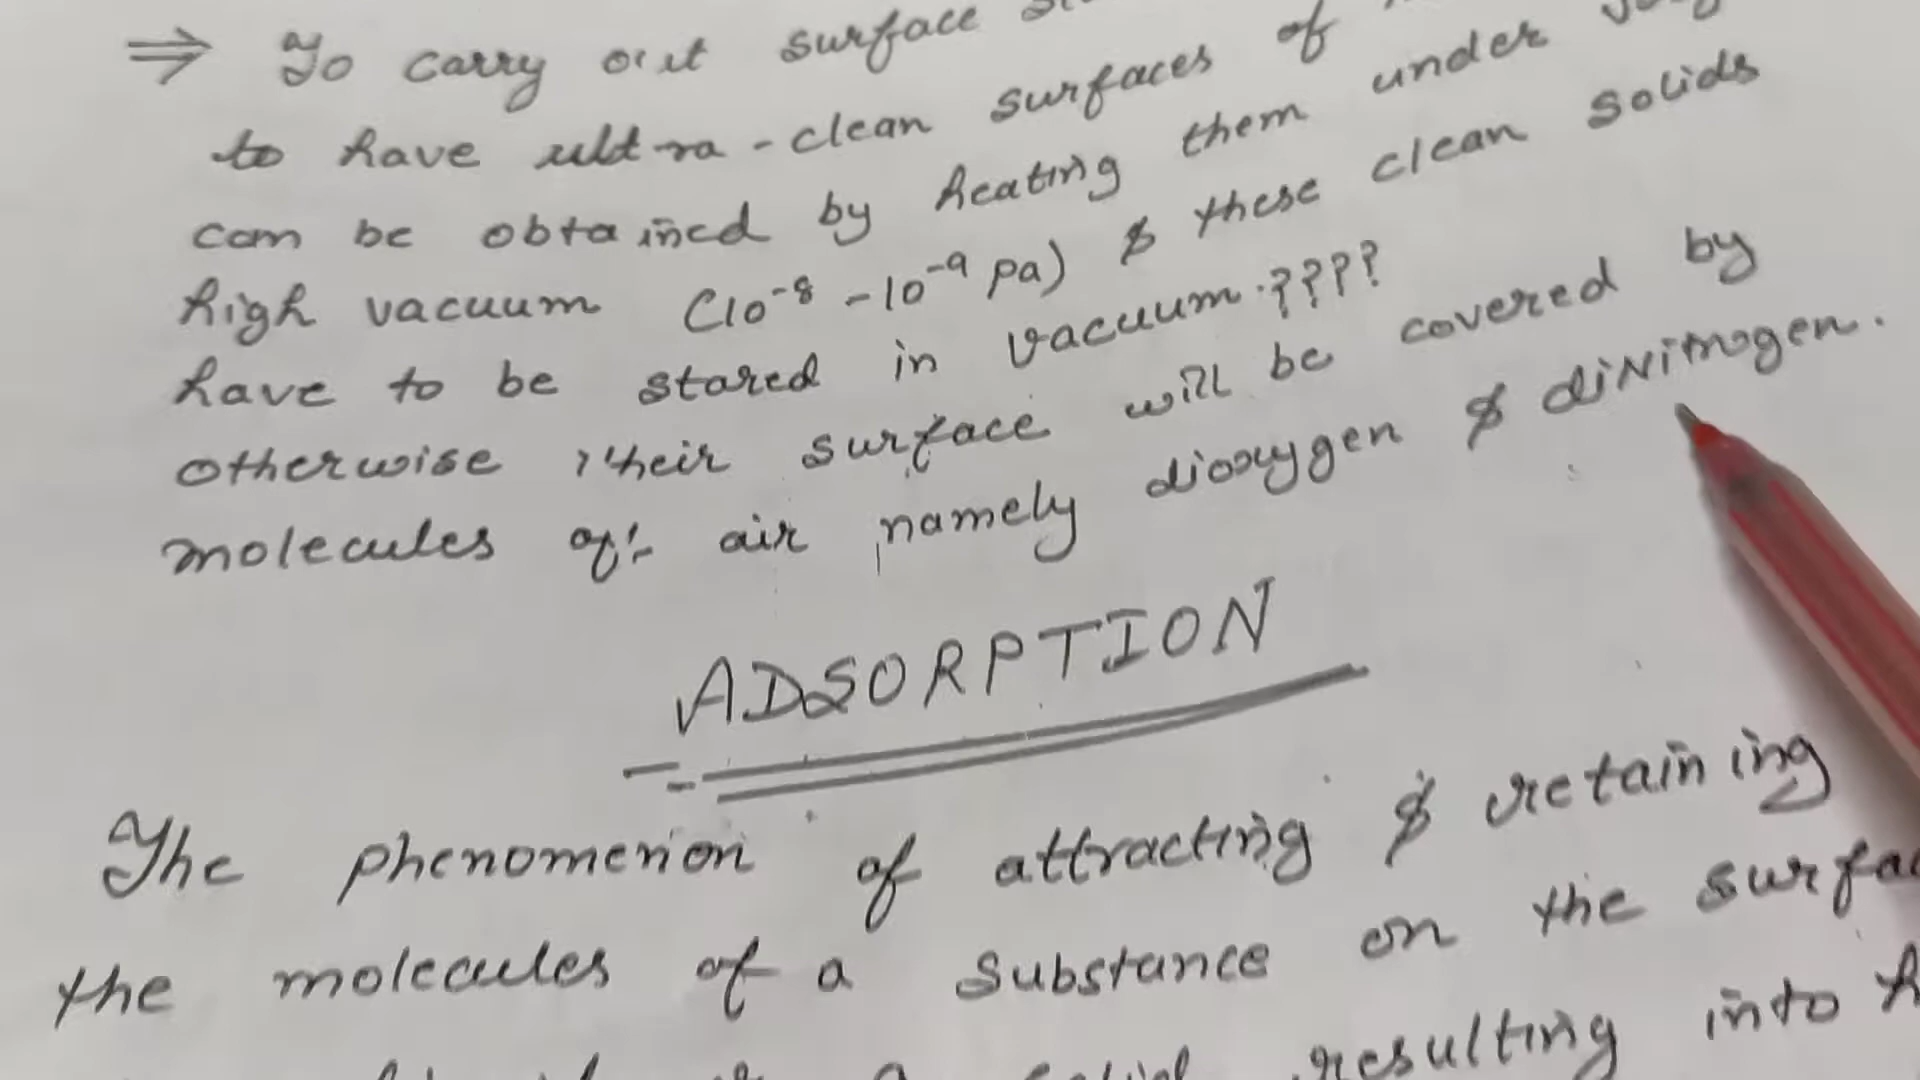 ⇒ To carry out surface
to have ultra-clean surfaces of
can be obtained by heating them under
high vacuum (10⁻⁸ - 10⁻⁹ pa) & these clean solids
have to be stored in vacuum.????
otherwise their surface will be covered by
molecules of:- air namely dioxygen & diNitrogen.
ADSORPTION
The phenomenon of attracting & retaining
the molecules of a substance on the surfac
resulting into